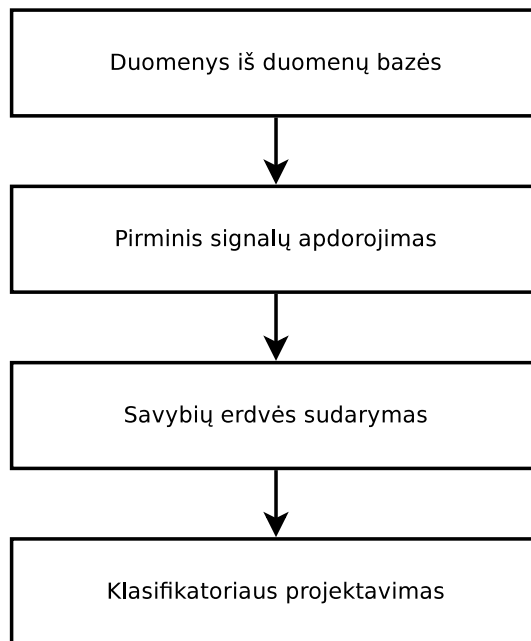 Duomenys iš duomenų bazės
Pirminis signalų apdorojimas
Savybių erdvės sudarymas
Klasifikatoriaus projektavimas